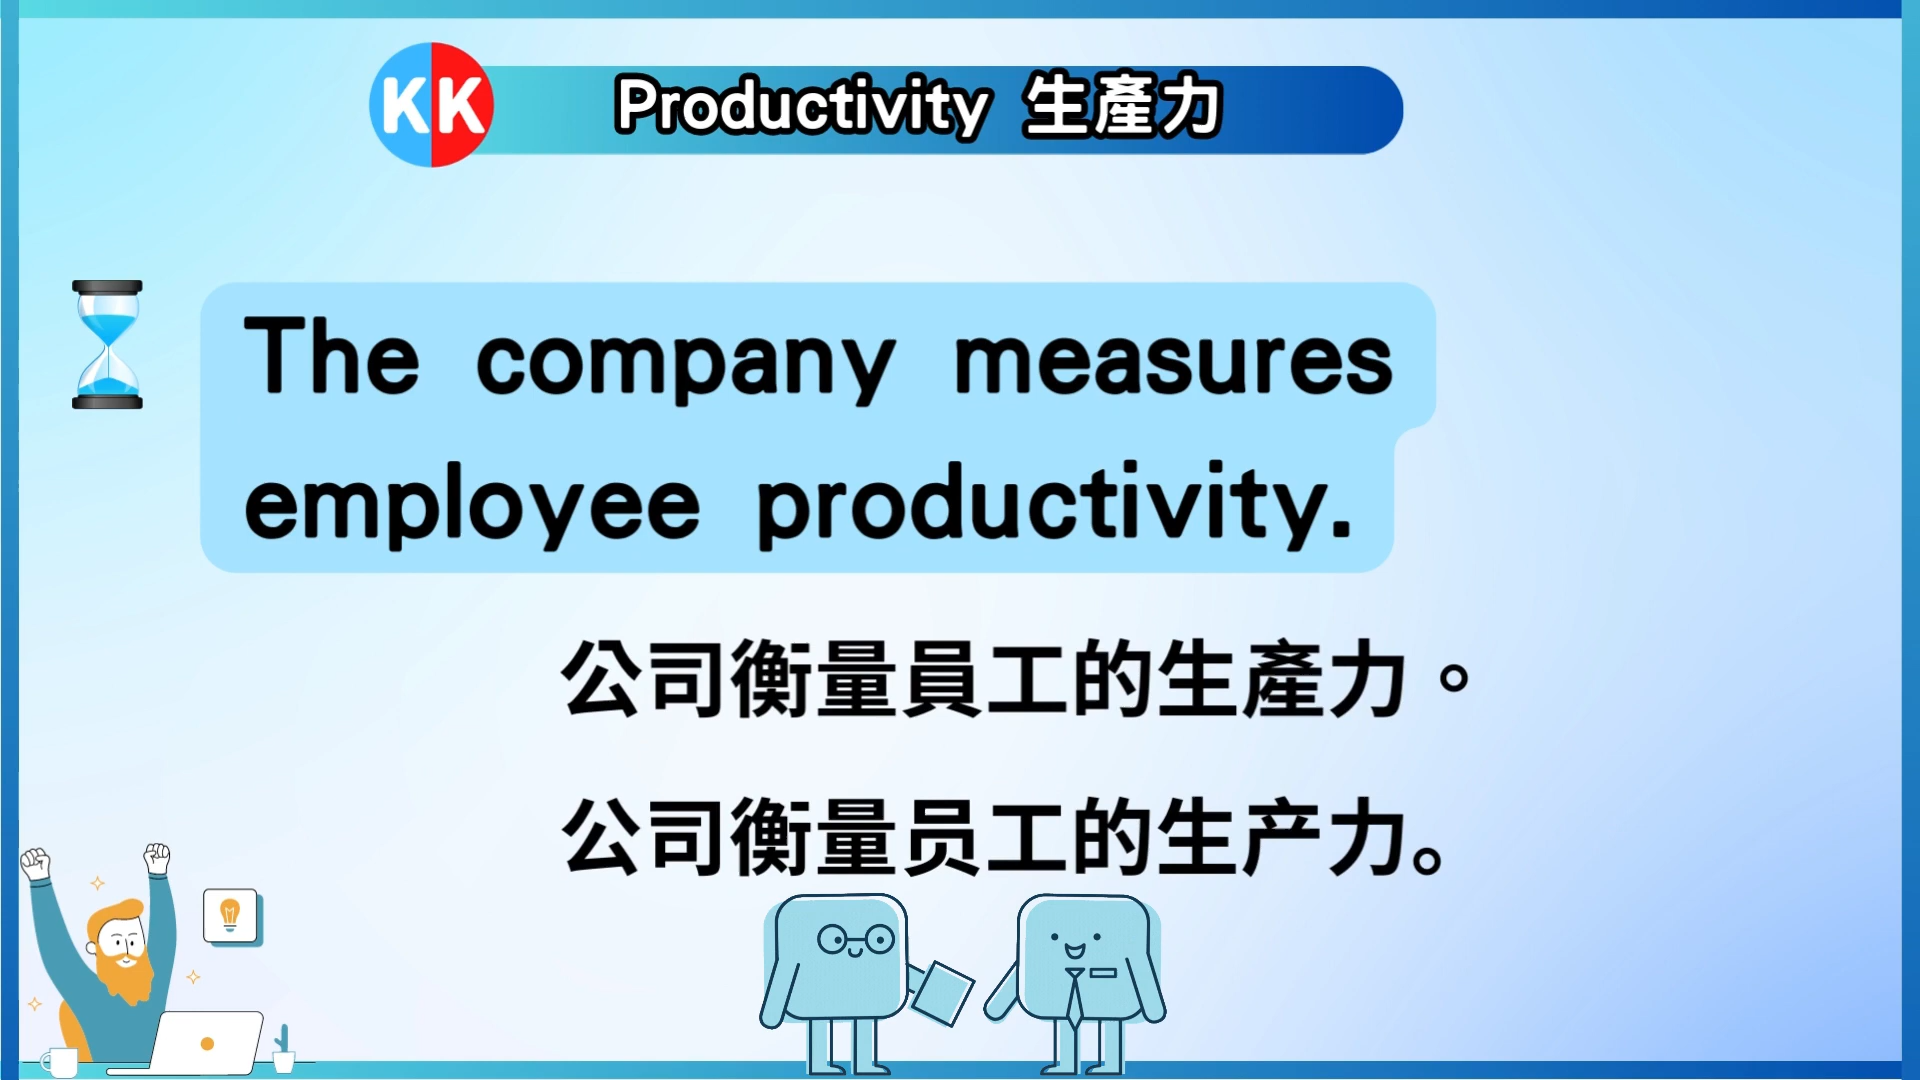 KK Productivity 生產力
The company measures
employee productivity.
公司衡量員工的生產力。
公司衡量员工的生产力。